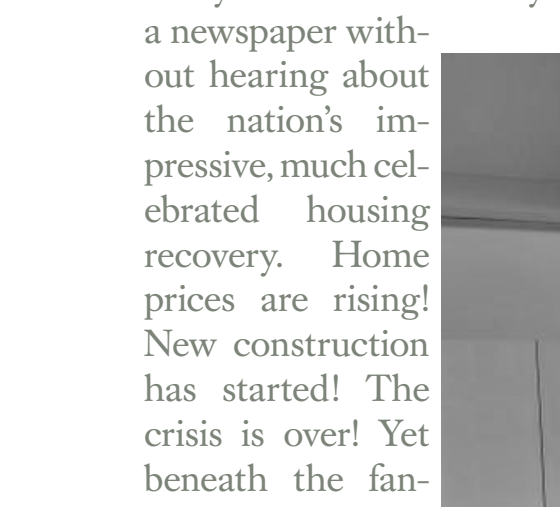 a newspaper with-
out hearing about
the nation’s im-
pressive, much cel-
ebrated housing
recovery. Home
prices are rising!
New construction
has started! The
crisis is over! Yet
beneath the fan-